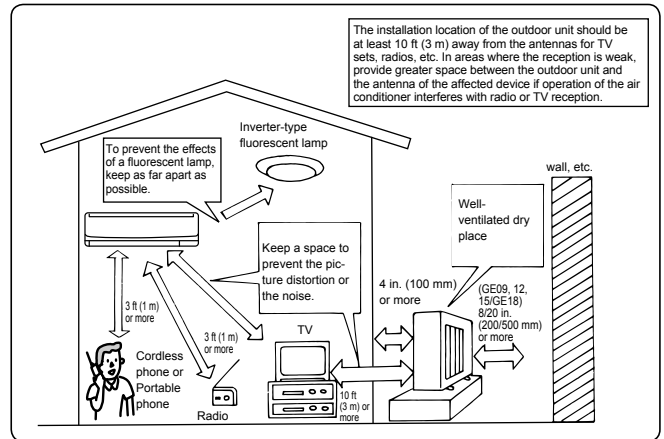 The installation location of the outdoor unit should be
at least 10 ft (3 m) away from the antennas for TV
sets, radios, etc. In areas where the reception is weak,
provide greater space between the outdoor unit and
the antenna of the affected device if operation of the air
conditioner interferes with radio or TV reception.
Inverter-type
fluorescent lamp
To prevent the effects
of a fluorescent lamp,
keep as far apart as
possible.
wall, etc.
Well-
ventilated dry
place
Keep a space to
prevent the pic-
ture distortion or
the noise.
4 in. (100 mm)
or more
(GE09, 12,
15/GE18)
8/20 in.
(200/500 mm)
or more
3 ft (1 m)
or more
3 ft (1 m)
or more
TV
Cordless
phone or
Portable
phone
Radio
10 ft
(3 m) or
more